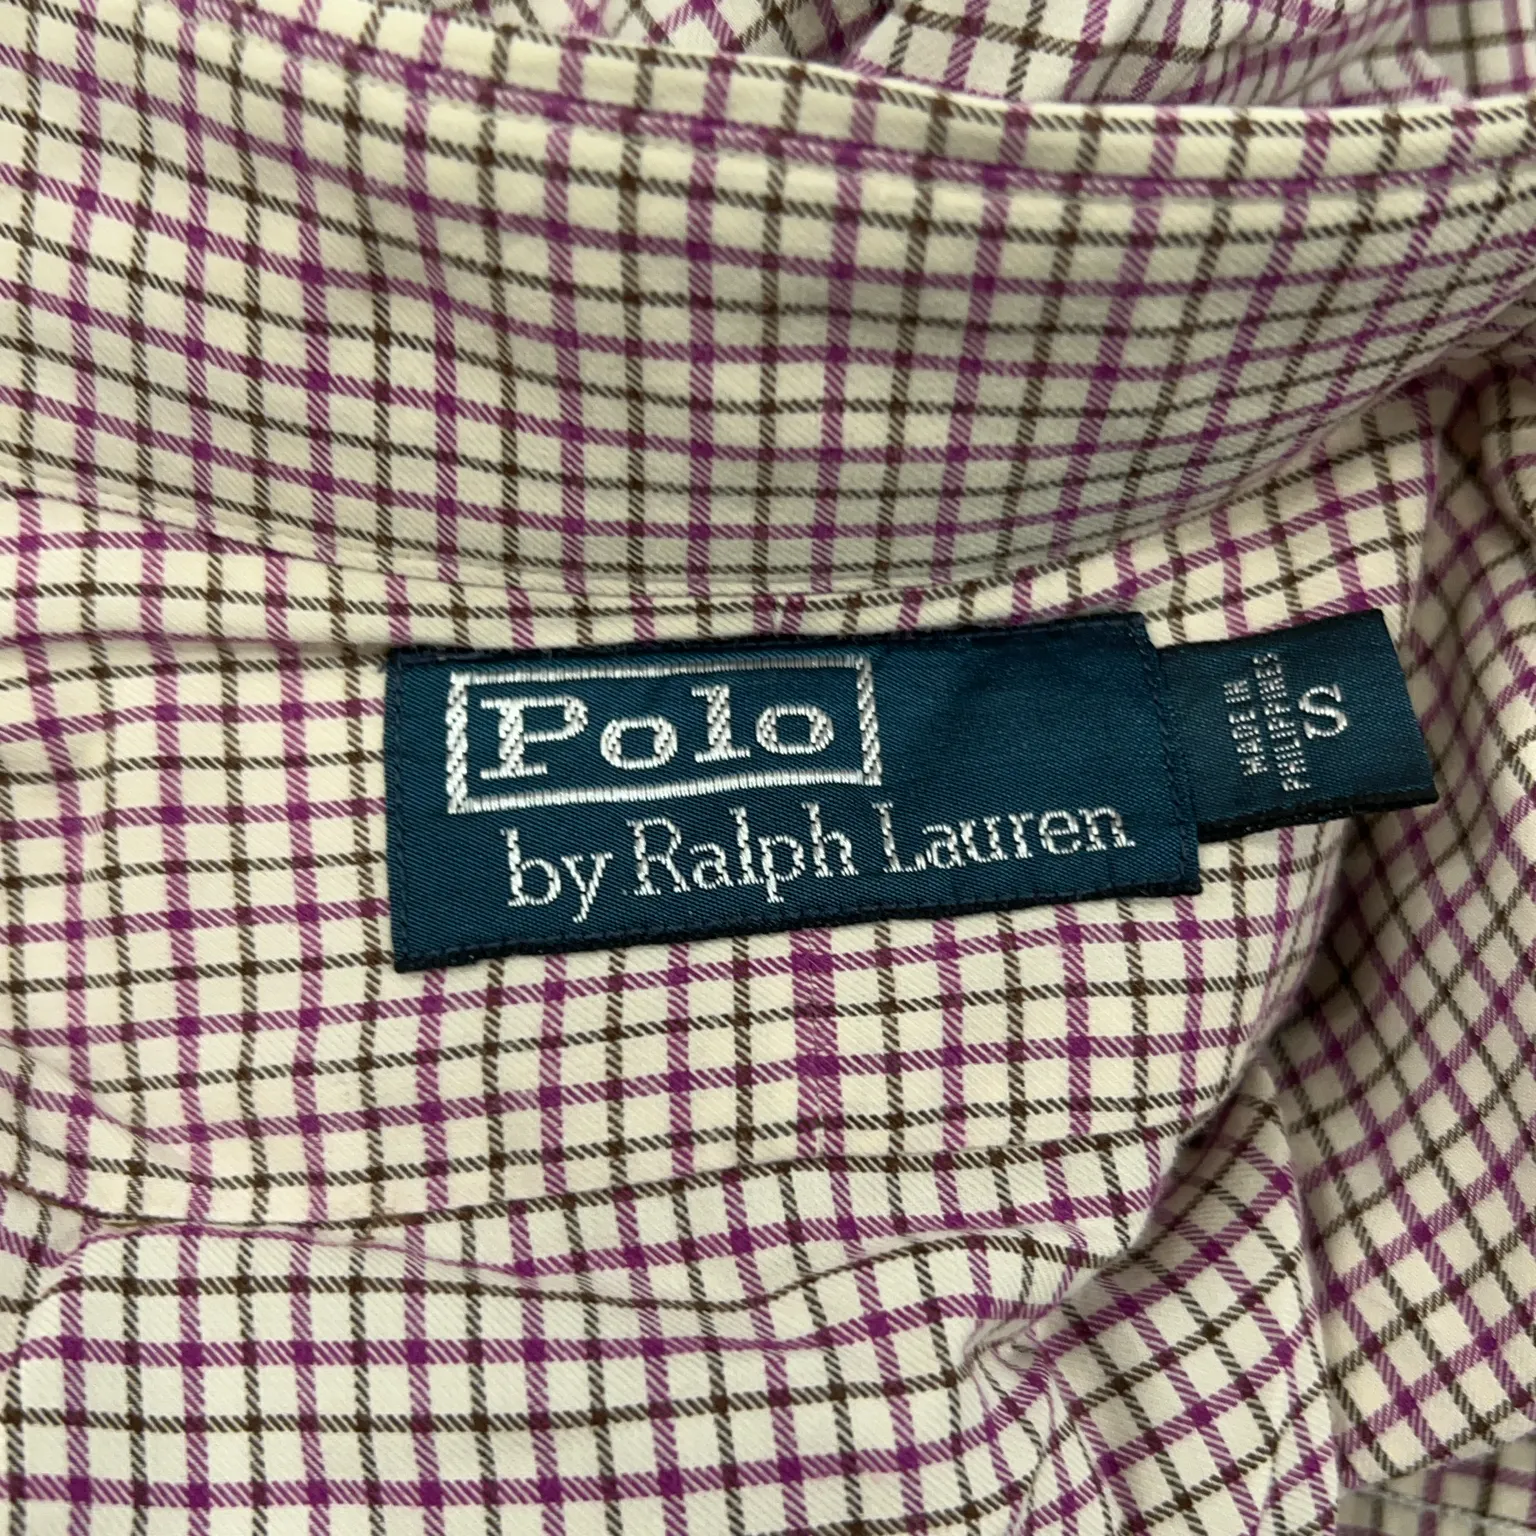 Polo
by Ralph Lauren
MADE IN
PHILIPPINES
S